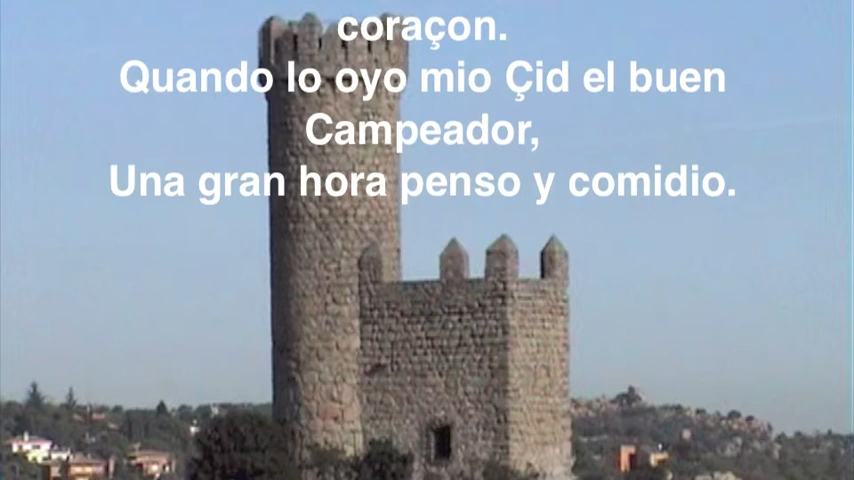 coraçon.
Quando lo oyo mio Çid el buen
Campeador,
Una gran hora penso y comidio.